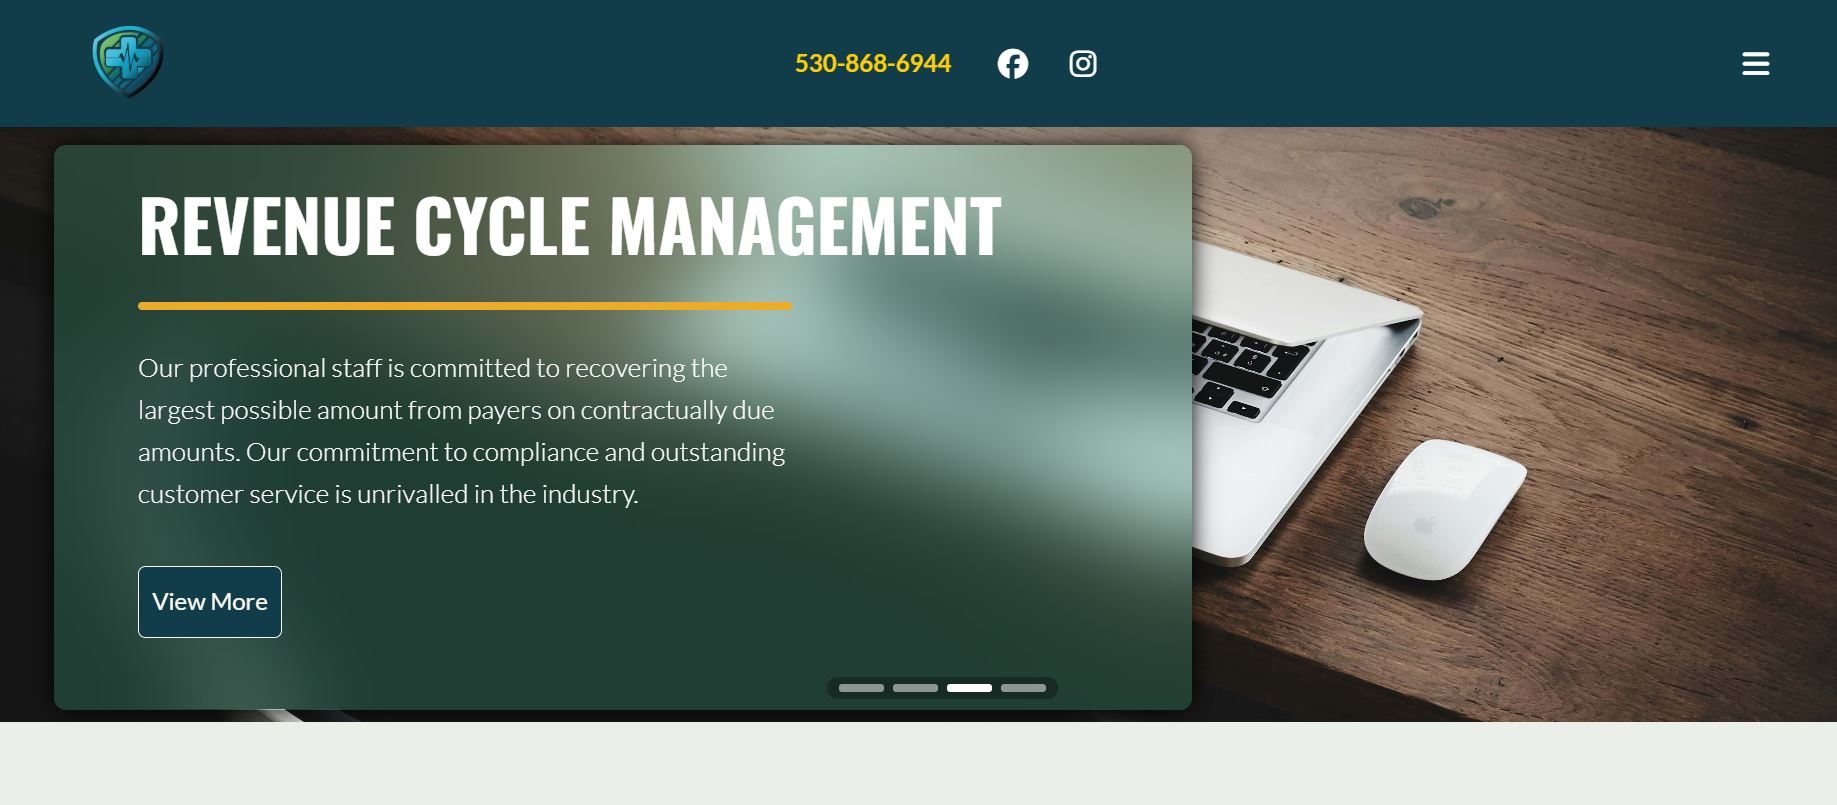 530-868-6944
REVENUE CYCLE MANAGEMENT
Our professional staff is committed to recovering the
largest possible amount from payers on contractually due
amounts. Our commitment to compliance and outstanding
customer service is unrivalled in the industry.
View More